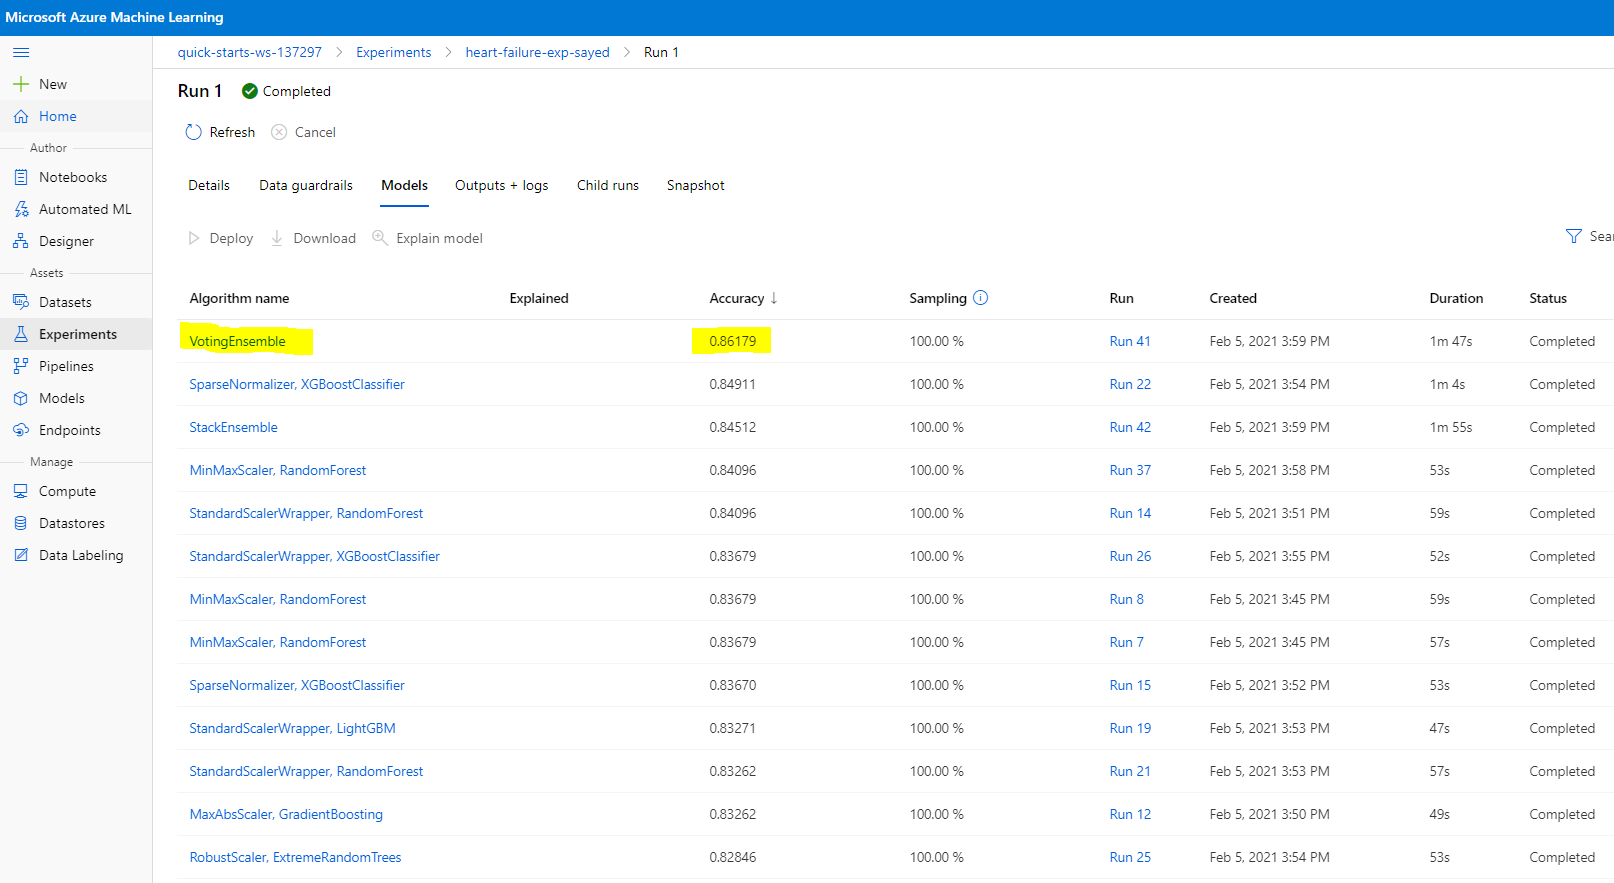 Microsoft Azure Machine Learning
quick-starts-ws-137297 > Experiments > heart-failure-exp-sayed > Run 1
New
Home
Author
Notebooks
Automated ML
Designer
Assets
Datasets
Experiments
Pipelines
Models
Endpoints
Manage
Compute
Datastores
Data Labeling
Run 1 Completed
Refresh Cancel
Details Data guardrails Models Outputs + logs Child runs Snapshot
Deploy Download Explain model Sear
Algorithm name Explained Accuracy ↓ Sampling Run Created Duration Status
VotingEnsemble 0.86179 100.00 % Run 41 Feb 5, 2021 3:59 PM 1m 47s Completed
SparseNormalizer, XGBoostClassifier 0.84911 100.00 % Run 22 Feb 5, 2021 3:54 PM 1m 4s Completed
StackEnsemble 0.84512 100.00 % Run 42 Feb 5, 2021 3:59 PM 1m 55s Completed
MinMaxScaler, RandomForest 0.84096 100.00 % Run 37 Feb 5, 2021 3:58 PM 53s Completed
StandardScalerWrapper, RandomForest 0.84096 100.00 % Run 14 Feb 5, 2021 3:51 PM 59s Completed
StandardScalerWrapper, XGBoostClassifier 0.83679 100.00 % Run 26 Feb 5, 2021 3:55 PM 52s Completed
MinMaxScaler, RandomForest 0.83679 100.00 % Run 8 Feb 5, 2021 3:45 PM 59s Completed
MinMaxScaler, RandomForest 0.83679 100.00 % Run 7 Feb 5, 2021 3:45 PM 57s Completed
SparseNormalizer, XGBoostClassifier 0.83670 100.00 % Run 15 Feb 5, 2021 3:52 PM 53s Completed
StandardScalerWrapper, LightGBM 0.83271 100.00 % Run 19 Feb 5, 2021 3:53 PM 47s Completed
StandardScalerWrapper, RandomForest 0.83262 100.00 % Run 21 Feb 5, 2021 3:53 PM 57s Completed
MaxAbsScaler, GradientBoosting 0.83262 100.00 % Run 12 Feb 5, 2021 3:50 PM 49s Completed
RobustScaler, ExtremeRandomTrees 0.82846 100.00 % Run 25 Feb 5, 2021 3:54 PM 53s Completed